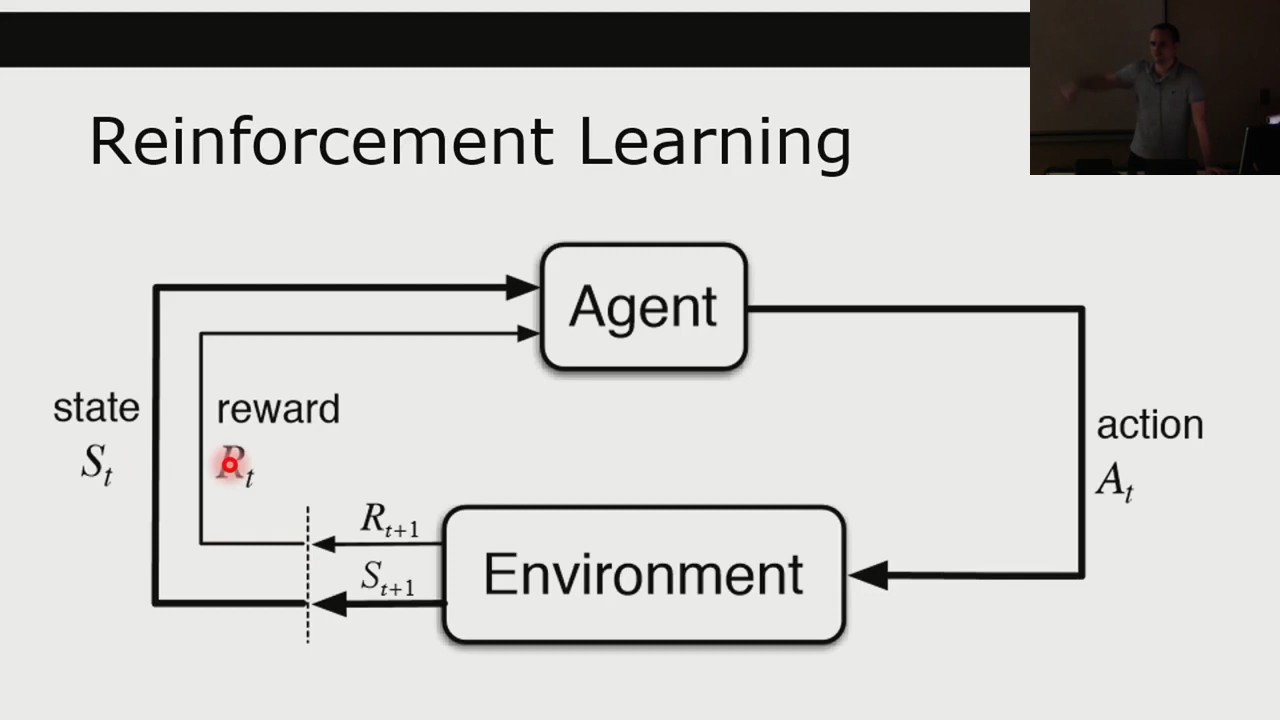 Reinforcement Learning
Agent
state
S_t
reward
R_t
action
A_t
R_{t+1}
S_{t+1}
Environment